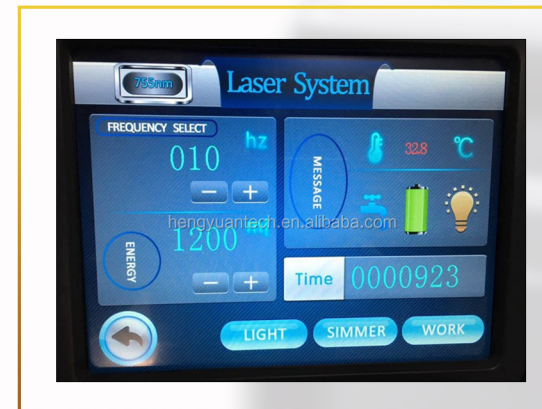 755nm
Laser System
FREQUENCY SELECT
010 hz
MESSAGE
32.8 ℃
hengyuantech.en.alibaba.com
1200
ENERGY
Time 0000923
LIGHT SIMMER WORK